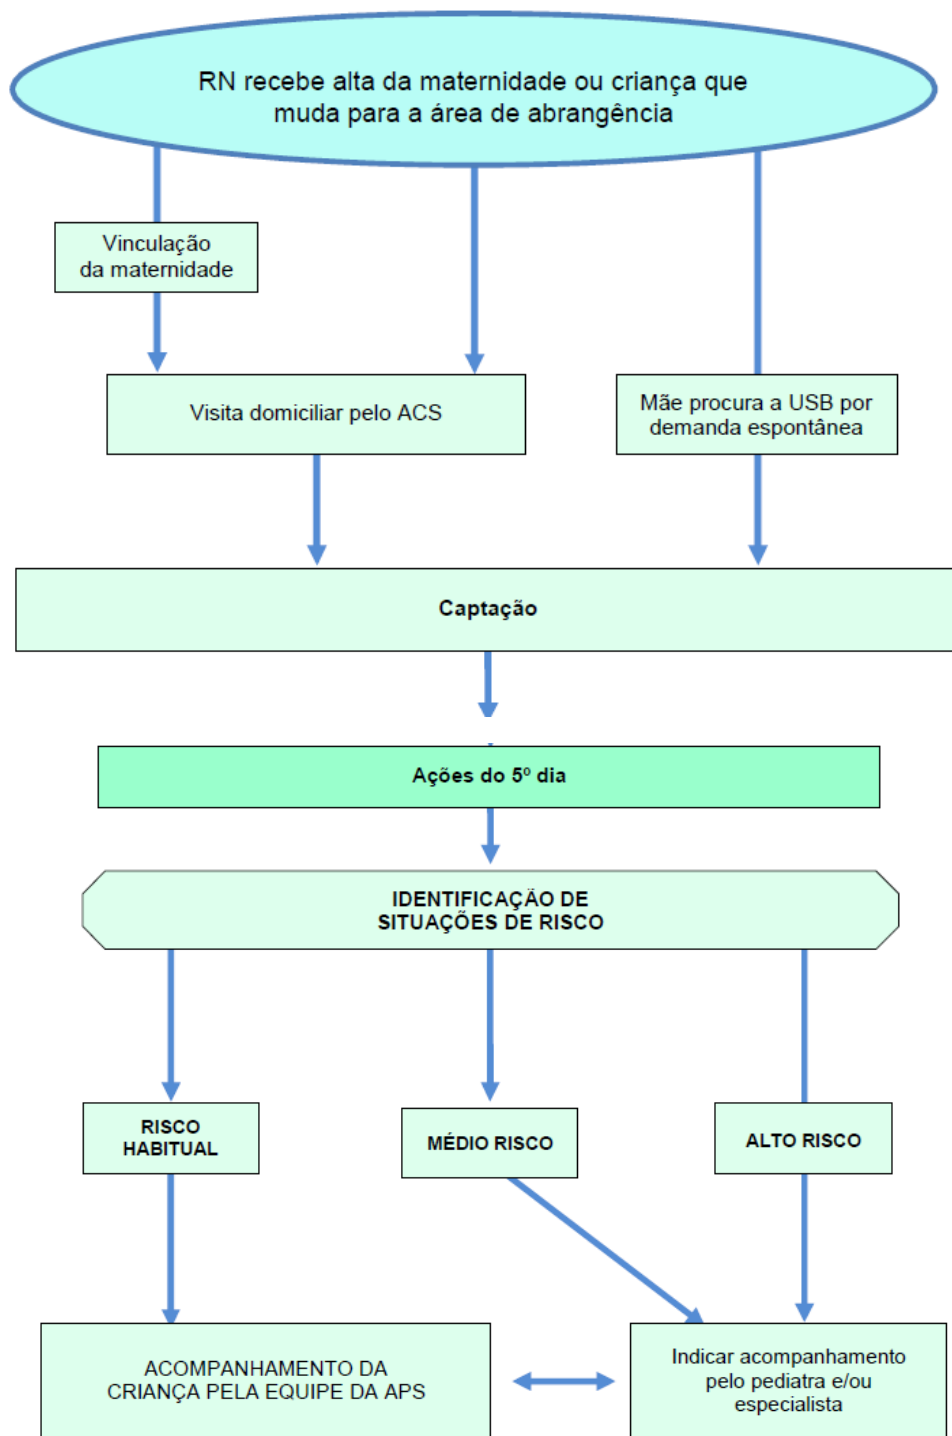 RN recebe alta da maternidade ou criança que
muda para a área de abrangência
Vinculação
da maternidade
Visita domiciliar pelo ACS
Mãe procura a USB por
demanda espontânea
Captação
Ações do 5º dia
IDENTIFICAÇÃO DE
SITUAÇÕES DE RISCO
RISCO
HABITUAL
MÉDIO RISCO
ALTO RISCO
ACOMPANHAMENTO DA
CRIANÇA PELA EQUIPE DA APS
Indicar acompanhamento
pelo pediatra e/ou
especialista